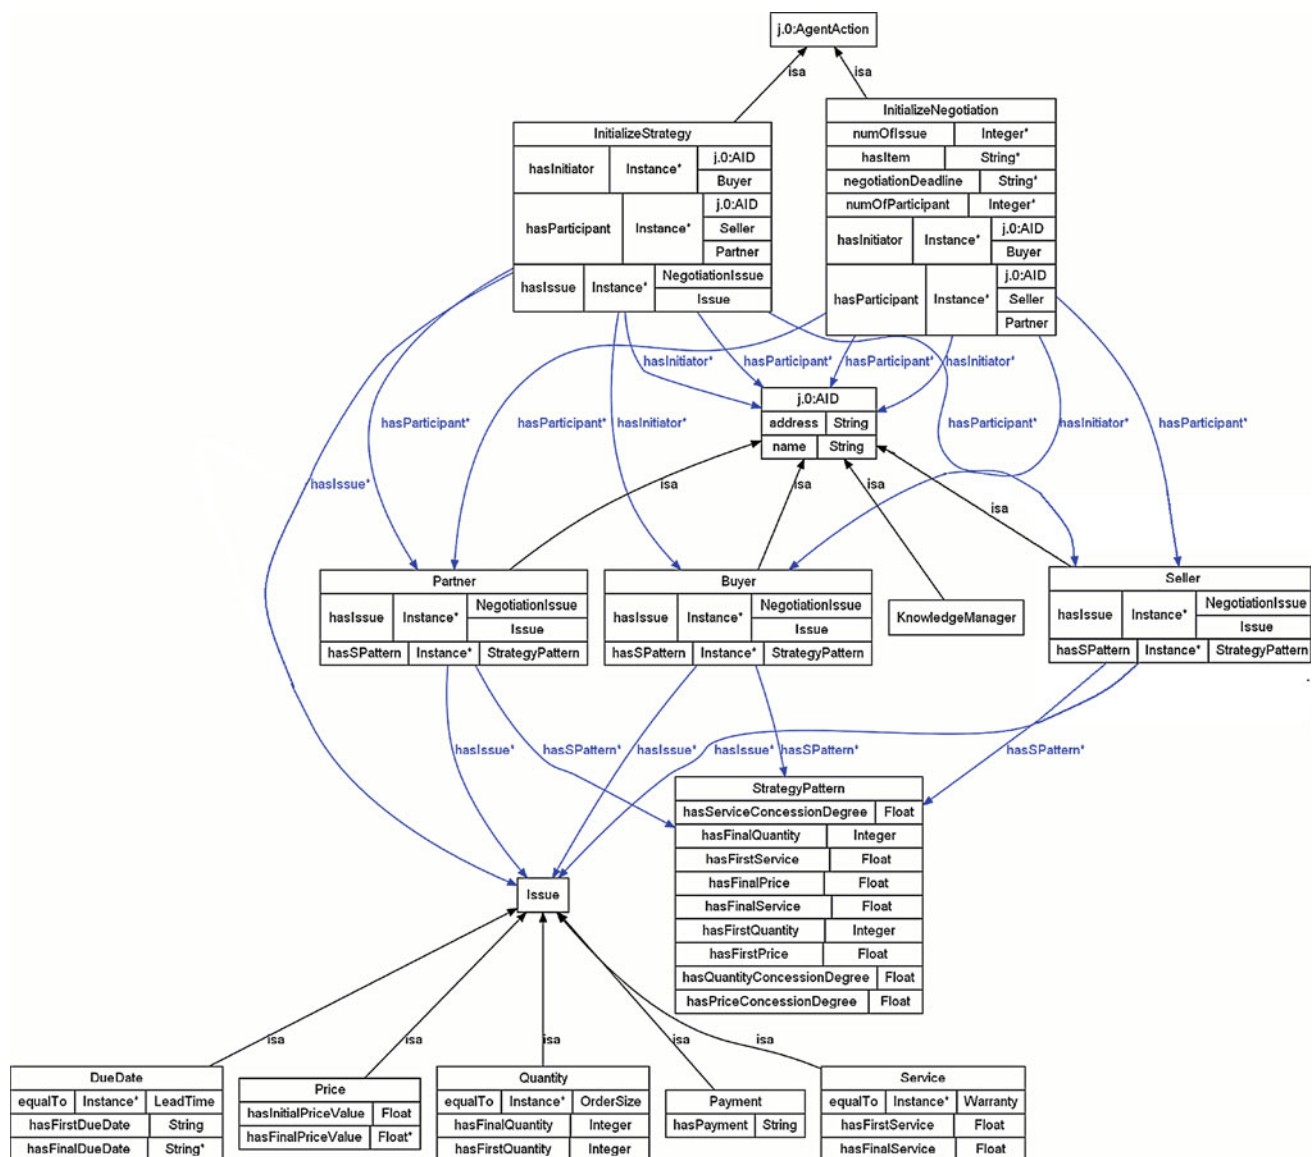 j.0:AgentAction
isa
isa
InitializeStrategy
hasInitiator Instance* j.0:AID
Buyer
hasParticipant Instance* j.0:AID
Seller
Partner
hasIssue Instance* NegotiationIssue
Issue
InitializeNegotiation
numOfIssue Integer*
hasItem String*
negotiationDeadline String*
numOfParticipant Integer*
hasInitiator Instance* j.0:AID
Buyer
hasParticipant Instance* j.0:AID
Seller
Partner
hasInitiator* hasParticipant* hasParticipant* hasInitiator*
j.0:AID
address String
name String
hasParticipant* hasParticipant* hasInitiator* hasParticipant* hasInitiator* hasParticipant*
hasIssue*
isa isa isa isa
Partner
hasIssue Instance* NegotiationIssue
Issue
hasSPattern Instance* StrategyPattern
Buyer
hasIssue Instance* NegotiationIssue
Issue
hasSPattern Instance* StrategyPattern
KnowledgeManager
Seller
hasIssue Instance* NegotiationIssue
Issue
hasSPattern Instance* StrategyPattern
hasIssue* hasSPattern* hasIssue* hasIssue* hasSPattern* hasSPattern*
StrategyPattern
hasServiceConcessionDegree Float
hasFinalQuantity Integer
hasFirstService Float
hasFinalPrice Float
hasFinalService Float
hasFirstQuantity Integer
hasFirstPrice Float
hasQuantityConcessionDegree Float
hasPriceConcessionDegree Float
Issue
isa isa isa isa isa
DueDate
equalTo Instance* LeadTime
hasFirstDueDate String
hasFinalDueDate String*
Price
hasInitialPriceValue Float
hasFinalPriceValue Float*
Quantity
equalTo Instance* OrderSize
hasFinalQuantity Integer
hasFirstQuantity Integer
Payment
hasPayment String
Service
equalTo Instance* Warranty
hasFirstService Float
hasFinalService Float